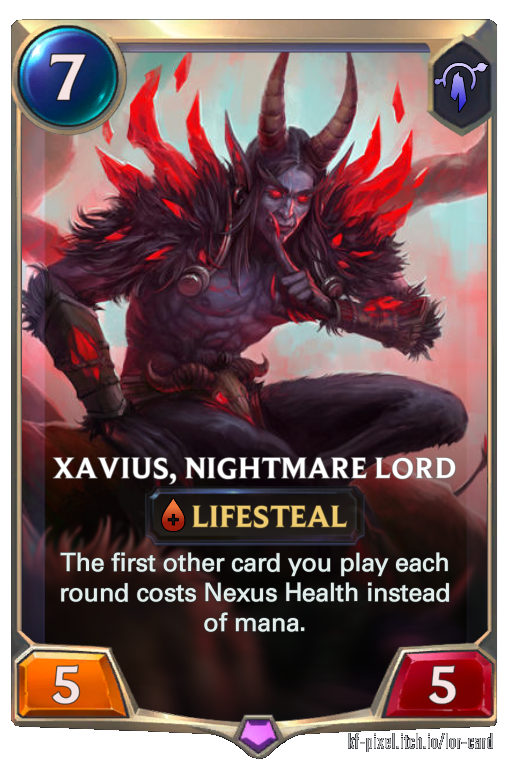 7
XAVIUS, NIGHTMARE LORD
LIFESTEAL
The first other card you play each
round costs Nexus Health instead
of mana.
5
5
kf-pixel.itch.io/lor-card